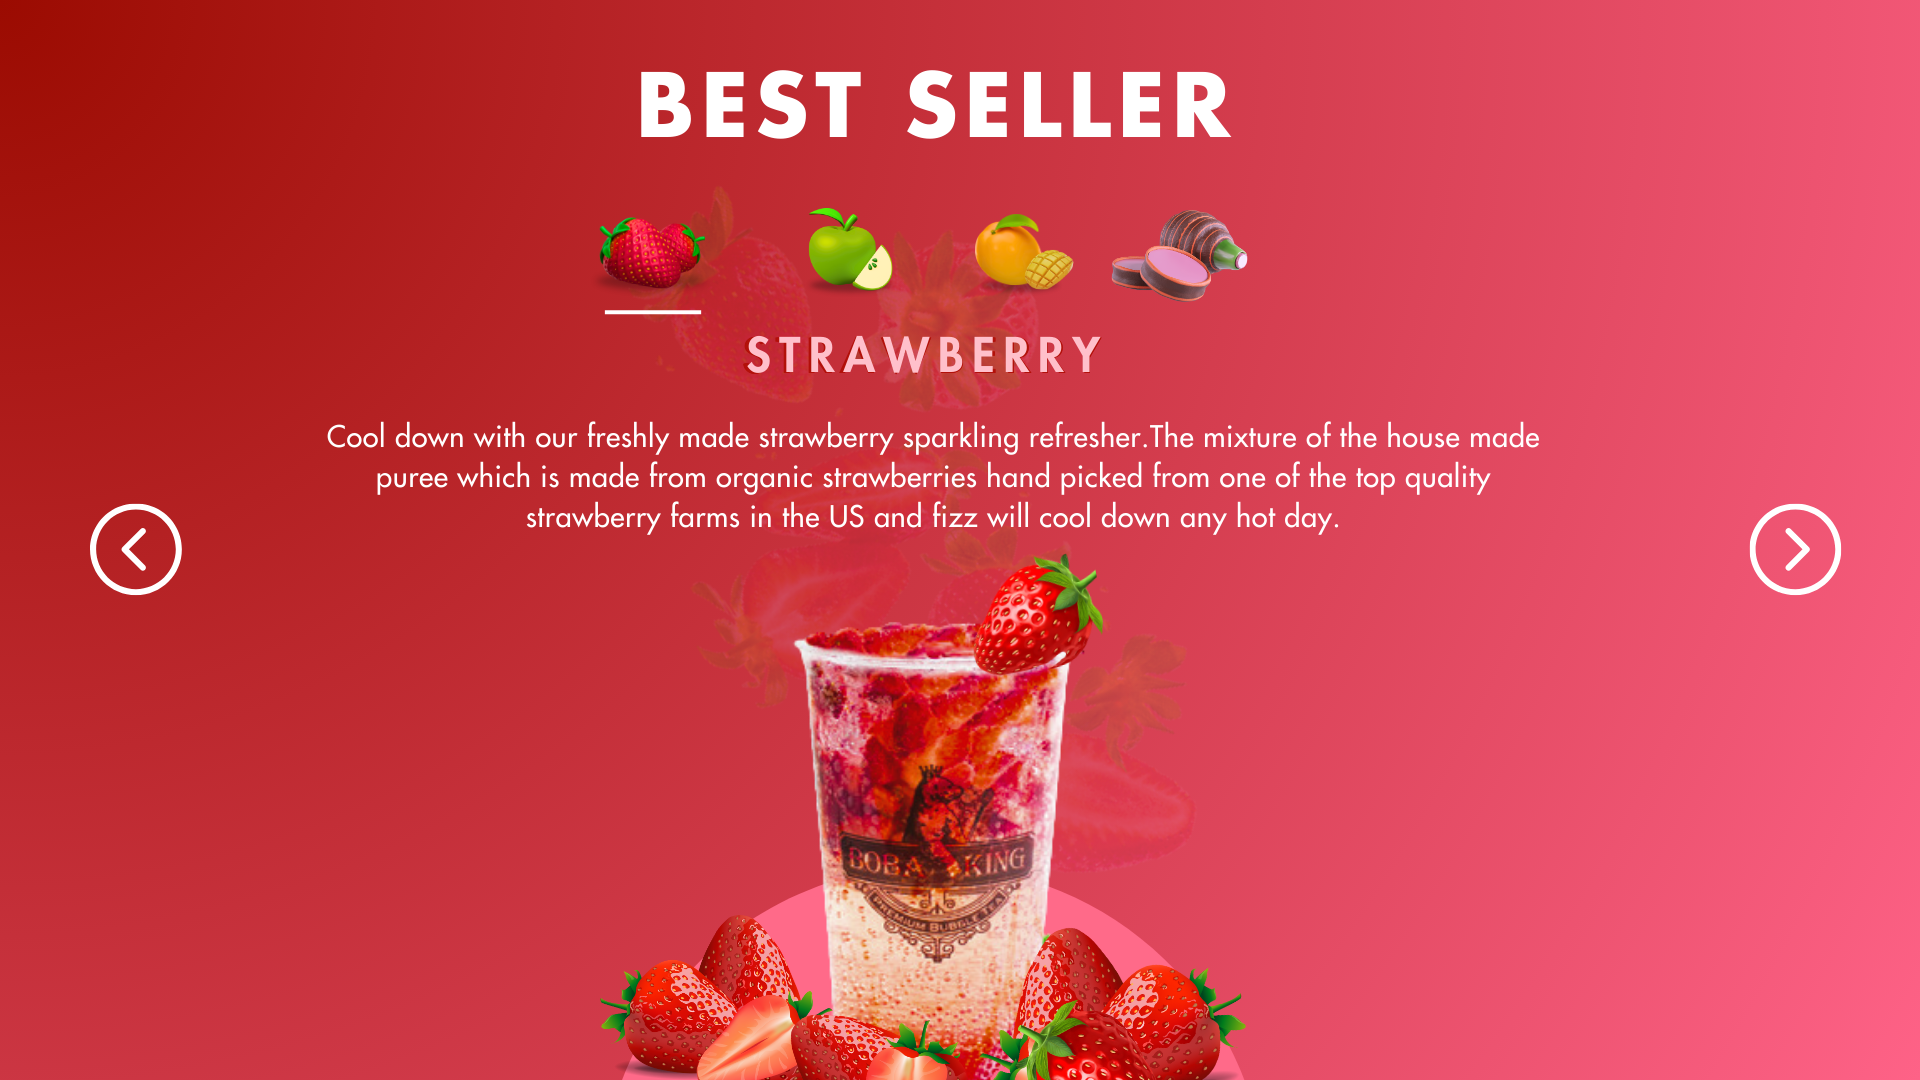 BEST SELLER
STRAWBERRY
Cool down with our freshly made strawberry sparkling refresher.The mixture of the house made
puree which is made from organic strawberries hand picked from one of the top quality
strawberry farms in the US and fizz will cool down any hot day.
BOBA KING
PREMIUM BUBBLE TEA